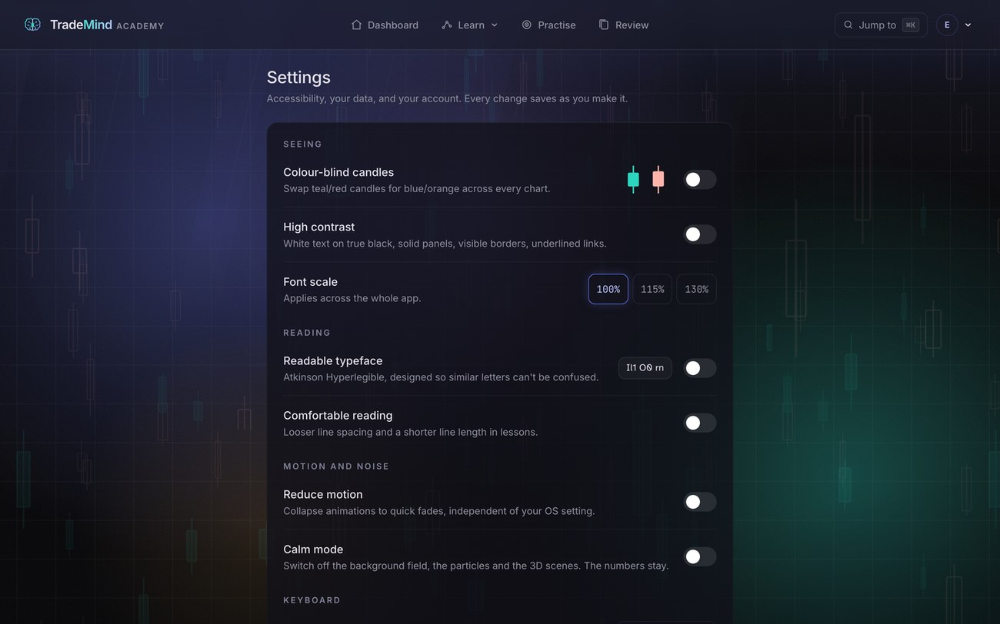 TradeMind ACADEMY
Dashboard
Learn
Practise
Review
Jump to ⌘K
E
Settings
Accessibility, your data, and your account. Every change saves as you make it.
SEEING
Colour-blind candles
Swap teal/red candles for blue/orange across every chart.
High contrast
White text on true black, solid panels, visible borders, underlined links.
Font scale
Applies across the whole app.
100% 115% 130%
READING
Readable typeface
Atkinson Hyperlegible, designed so similar letters can't be confused.
Il1 O0 rn
Comfortable reading
Looser line spacing and a shorter line length in lessons.
MOTION AND NOISE
Reduce motion
Collapse animations to quick fades, independent of your OS setting.
Calm mode
Switch off the background field, the particles and the 3D scenes. The numbers stay.
KEYBOARD